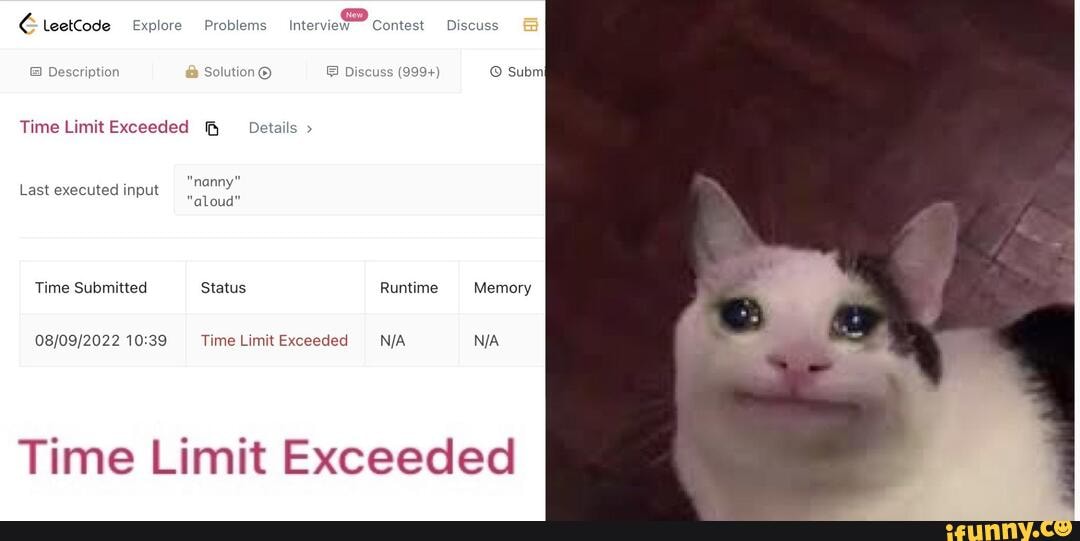 LeetCode Explore Problems Interview New Contest Discuss
Description Solution Discuss (999+) Submi
Time Limit Exceeded Details >
Last executed input "nanny"
"aloud"
Time Submitted Status Runtime Memory
08/09/2022 10:39 Time Limit Exceeded N/A N/A
Time Limit Exceeded
ifunny.co